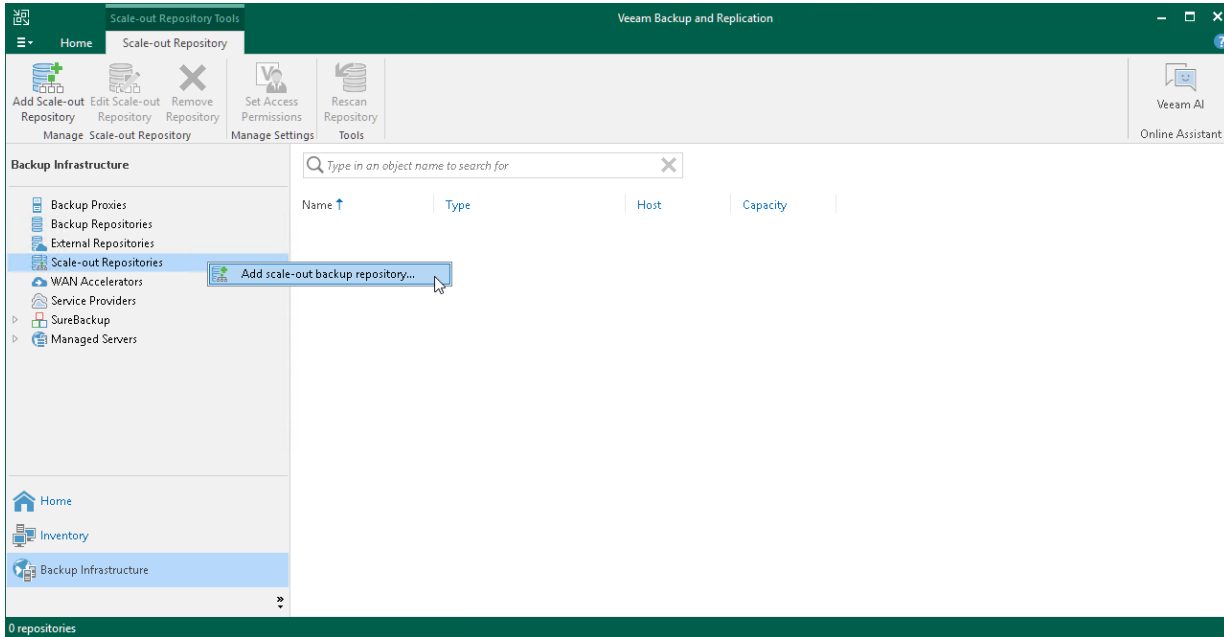 Scale-out Repository Tools
Veeam Backup and Replication
Home Scale-out Repository
?
Add Scale-out Repository
Edit Scale-out Repository
Remove Repository
Manage Scale-out Repository
Set Access Permissions
Manage Settings
Rescan Repository
Tools
Veeam AI
Online Assistant
Backup Infrastructure
Type in an object name to search for
Name Type Host Capacity
Backup Proxies
Backup Repositories
External Repositories
Scale-out Repositories
Add scale-out backup repository...
WAN Accelerators
Service Providers
SureBackup
Managed Servers
Home
Inventory
Backup Infrastructure
0 repositories